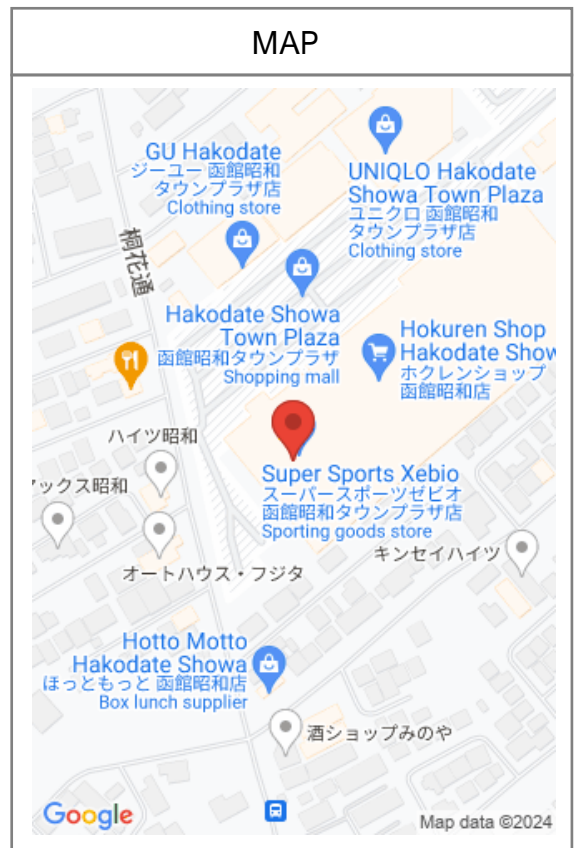 MAP
GU Hakodate
ジーユー 函館昭和
タウンプラザ店
Clothing store
UNIQLO Hakodate
Showa Town Plaza
ユニクロ 函館昭和
タウンプラザ店
Clothing store
桐花通
Hakodate Showa
Town Plaza
函館昭和タウンプラザ
Shopping mall
Hokuren Shop
Hakodate Show
ホクレンショップ
函館昭和店
ハイツ昭和
ックス昭和
Super Sports Xebio
スーパースポーツゼビオ
函館昭和タウンプラザ店
Sporting goods store
キンセイハイツ
オートハウス・フジタ
Hotto Motto
Hakodate Showa
ほっともっと 函館昭和店
Box lunch supplier
酒ショップみのや
Google
Map data ©2024